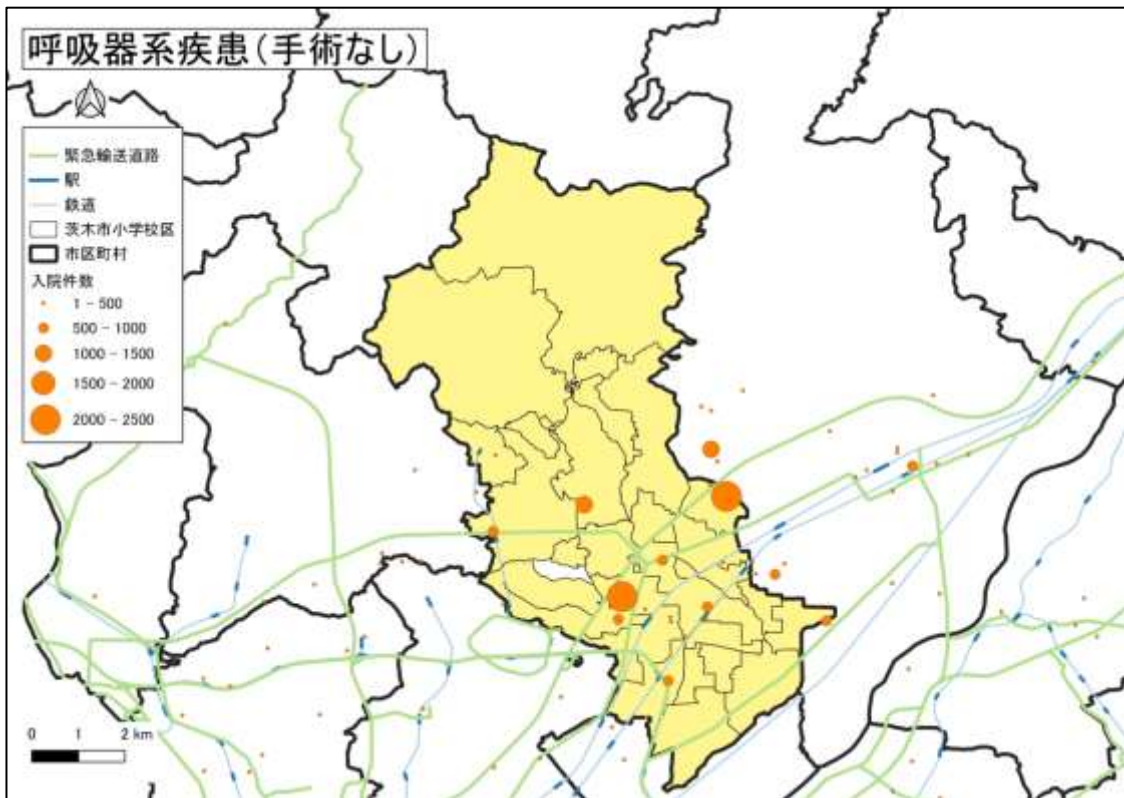 呼吸器系疾患(手術なし)
緊急輸送道路
駅
鉄道
茨木市小学校区
市区町村
入院件数
1 - 500
500 - 1000
1000 - 1500
1500 - 2000
2000 - 2500
0 1 2 km